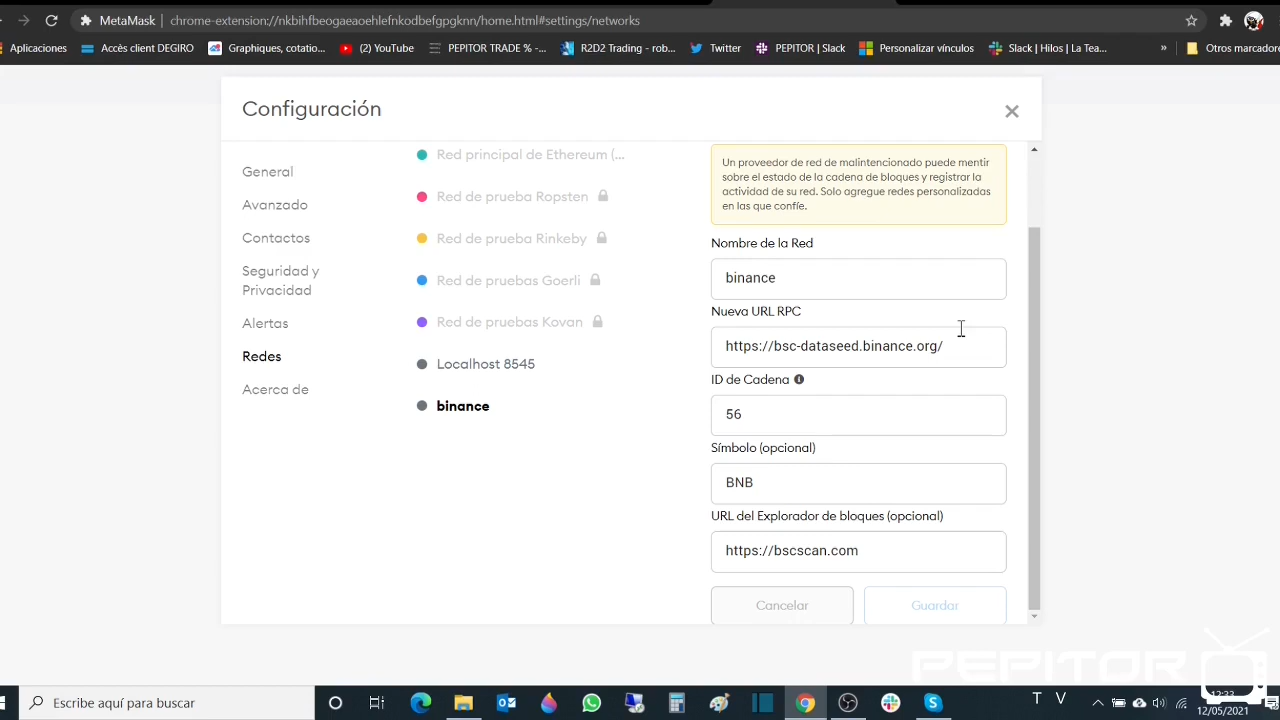 MetaMask
chrome-extension://nkbihfbeogaeaoehlefnkodbefgpgknn/home.html#settings/networks
Aplicaciones
Accès client DEGIRO
Graphiques, cotatio...
(2) YouTube
PEPITOR TRADE %-...
R2D2 Trading - rob...
Twitter
PEPITOR | Slack
Personalizar vínculos
Slack | Hilos | La Tea...
»
Otros marcador
Configuración
General
Avanzado
Contactos
Seguridad y
Privacidad
Alertas
Redes
Acerca de
Red principal de Ethereum (...
Red de prueba Ropsten
Red de prueba Rinkeby
Red de pruebas Goerli
Red de pruebas Kovan
Localhost 8545
binance
Un proveedor de red de malintencionado puede mentir
sobre el estado de la cadena de bloques y registrar la
actividad de su red. Solo agregue redes personalizadas
en las que confíe.
Nombre de la Red
binance
Nueva URL RPC
https://bsc-dataseed.binance.org/
ID de Cadena
56
Símbolo (opcional)
BNB
URL del Explorador de bloques (opcional)
https://bscscan.com
Cancelar
Guardar
PEPITOR
Escribe aquí para buscar
T V
12:33
12/05/2021